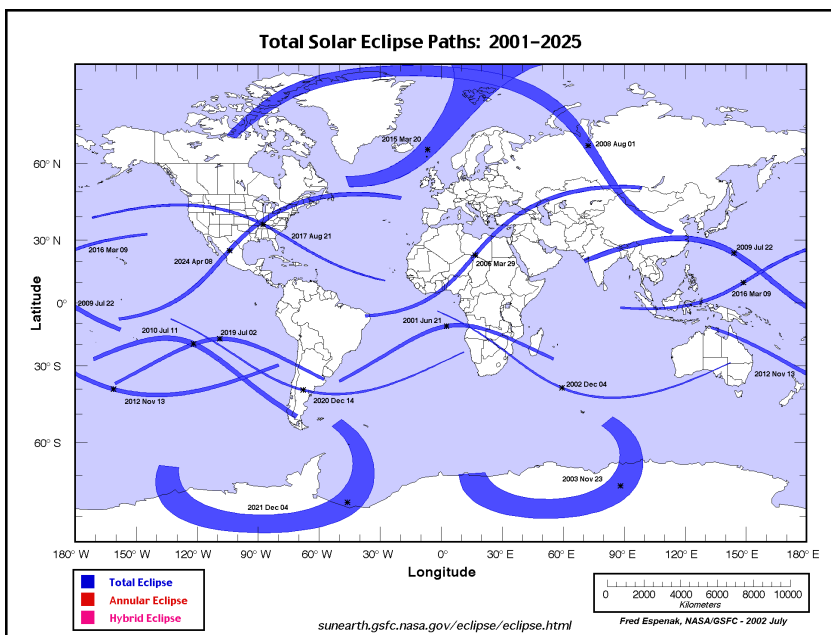 Total Solar Eclipse Paths: 2001–2025
2015 Mar 20
2008 Aug 01
60° N
2017 Aug 21
2016 Mar 09
30° N
2009 Jul 22
2024 Apr 08
2006 Mar 29
2016 Mar 09
Latitude
0°
2009 Jul 22
2001 Jun 21
2010 Jul 11
2019 Jul 02
30° S
2012 Nov 13
2002 Dec 04
2012 Nov 13
2020 Dec 14
60° S
2003 Nov 23
2021 Dec 04
180° W 150° W 120° W 90° W 60° W 30° W 0° 30° E 60° E 90° E 120° E 150° E 180° E
Longitude
Total Eclipse
Annular Eclipse
Hybrid Eclipse
0 2000 4000 6000 8000 10000
Kilometers
Fred Espenak, NASA/GSFC - 2002 July
sunearth.gsfc.nasa.gov/eclipse/eclipse.html